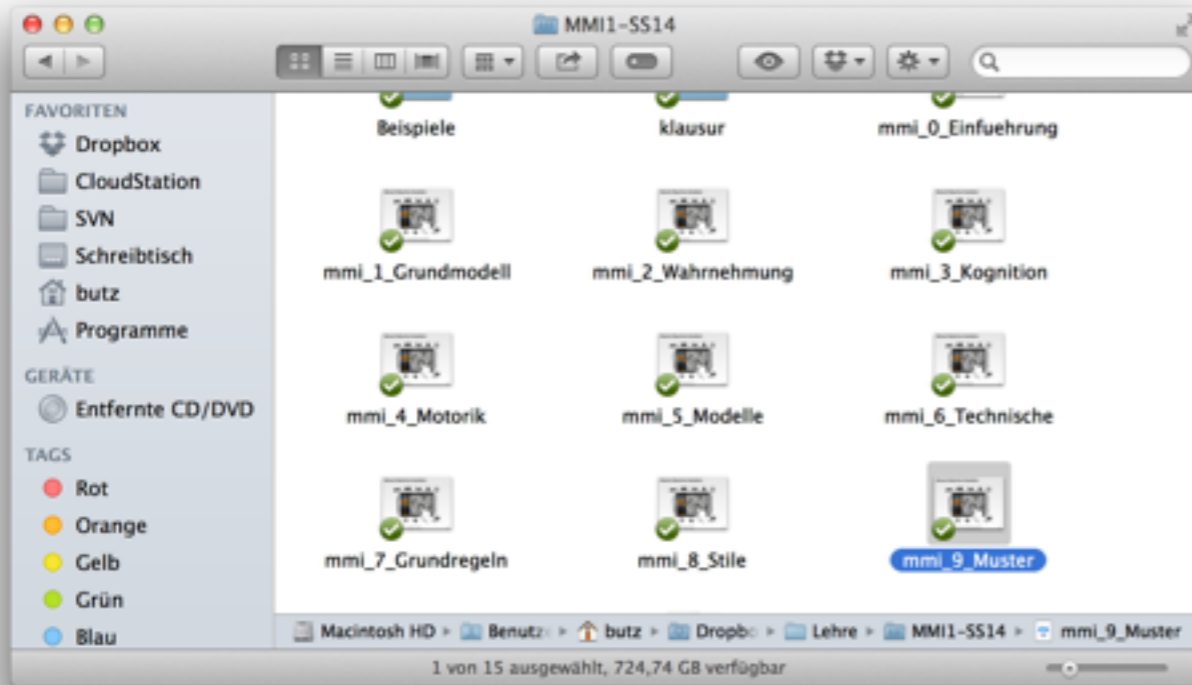 MMI1-SS14
FAVORITEN
Dropbox
CloudStation
SVN
Schreibtisch
butz
Programme
GERÄTE
Entfernte CD/DVD
TAGS
Rot
Orange
Gelb
Grün
Blau
Beispiele klausur mmi_0_Einfuehrung
mmi_1_Grundmodell mmi_2_Wahrnehmung mmi_3_Kognition
mmi_4_Motorik mmi_5_Modelle mmi_6_Technische
mmi_7_Grundregeln mmi_8_Stile mmi_9_Muster
Macintosh HD Benutz butz Dropb Lehre MMI1-SS14 mmi_9_Muster
1 von 15 ausgewählt, 724,74 GB verfügbar